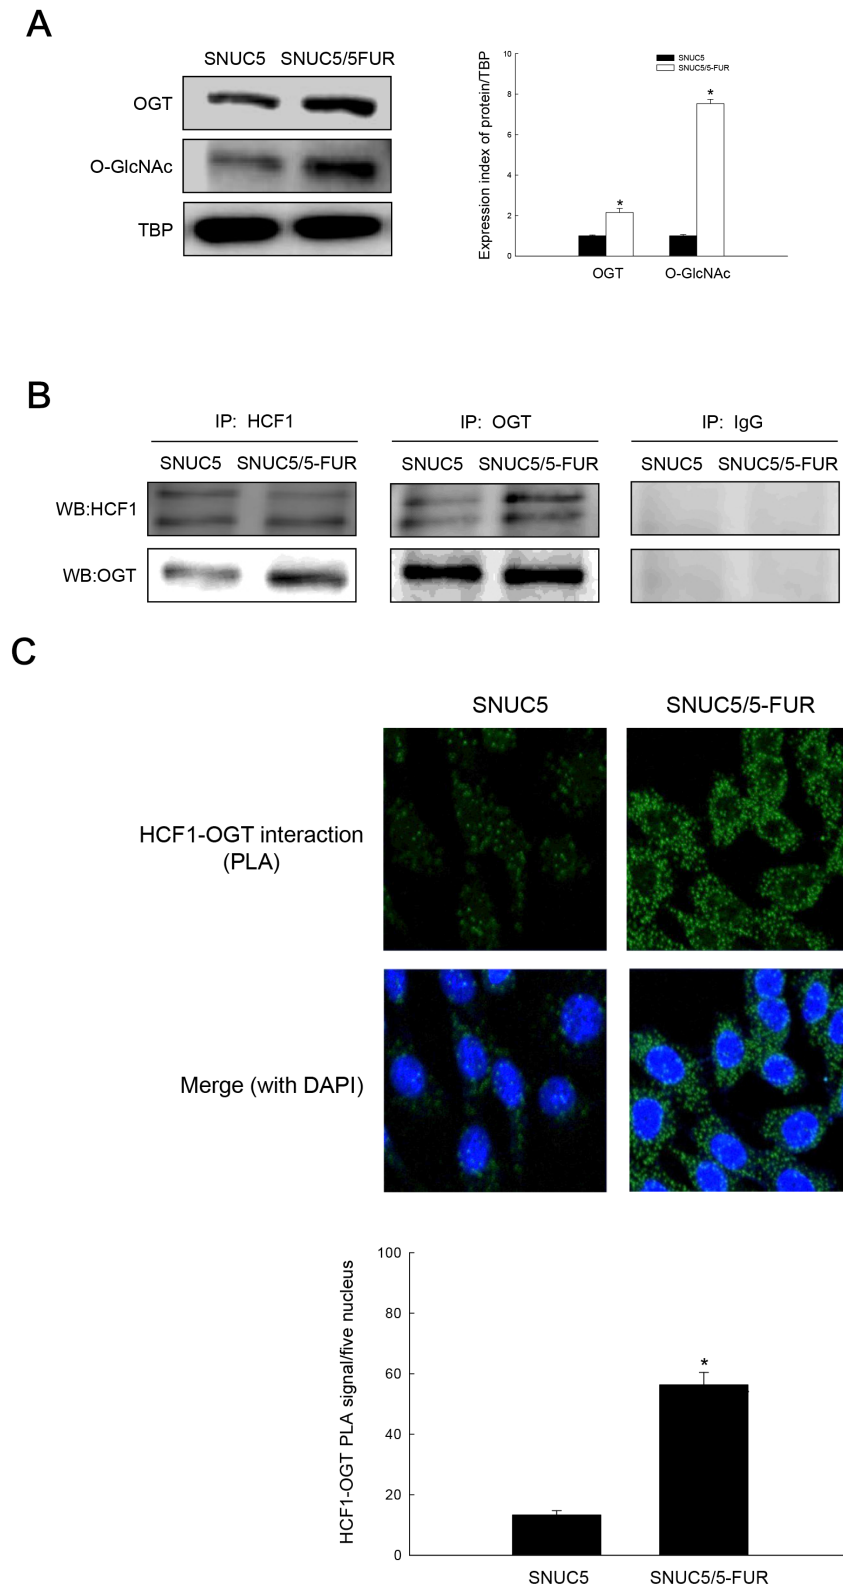 A
SNUC5 SNUC5/5FUR
OGT
O-GlcNAc
TBP
Expression index of protein/TBP
10
8
6
4
2
0
SNUC5
SNUC5/5-FUR
*
*
OGT O-GlcNAc
B
IP: HCF1 IP: OGT IP: IgG
SNUC5 SNUC5/5-FUR SNUC5 SNUC5/5-FUR SNUC5 SNUC5/5-FUR
WB:HCF1
WB:OGT
C
SNUC5 SNUC5/5-FUR
HCF1-OGT interaction
(PLA)
Merge (with DAPI)
HCF1-OGT PLA signal/five nucleus
100
80
60
40
20
0
*
SNUC5 SNUC5/5-FUR